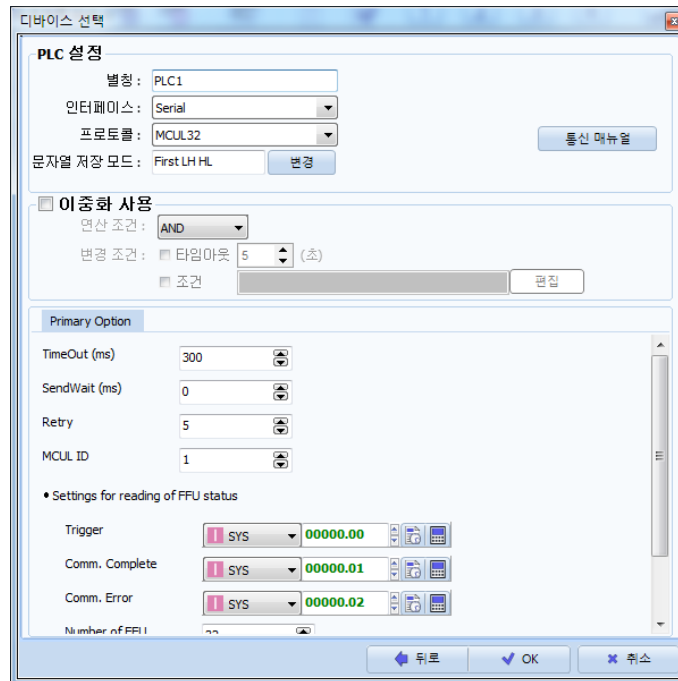 디바이스 선택
PLC 설정
별칭 : PLC1
인터페이스 : Serial
프로토콜 : MCUL32
통신 매뉴얼
문자열 저장 모드 : First LH HL 변경
이중화 사용
연산 조건 : AND
변경 조건 : 타임아웃 5 (초)
조건 편집
Primary Option
TimeOut (ms) 300
SendWait (ms) 0
Retry 5
MCUL ID 1
• Settings for reading of FFU status
Trigger SYS 00000.00
Comm. Complete SYS 00000.01
Comm. Error SYS 00000.02
Number of FFU 32
뒤로 OK 취소